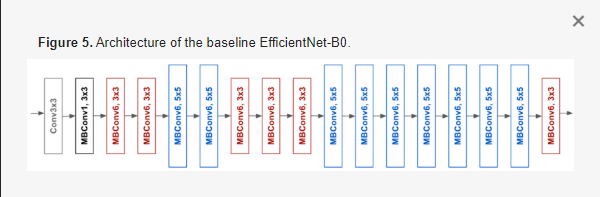 Figure 5. Architecture of the baseline EfficientNet-B0.
Conv3x3
MBConv1, 3x3
MBConv6, 3x3
MBConv6, 3x3
MBConv6, 5x5
MBConv6, 5x5
MBConv6, 3x3
MBConv6, 3x3
MBConv6, 3x3
MBConv6, 5x5
MBConv6, 5x5
MBConv6, 5x5
MBConv6, 5x5
MBConv6, 5x5
MBConv6, 5x5
MBConv6, 5x5
MBConv6, 3x3